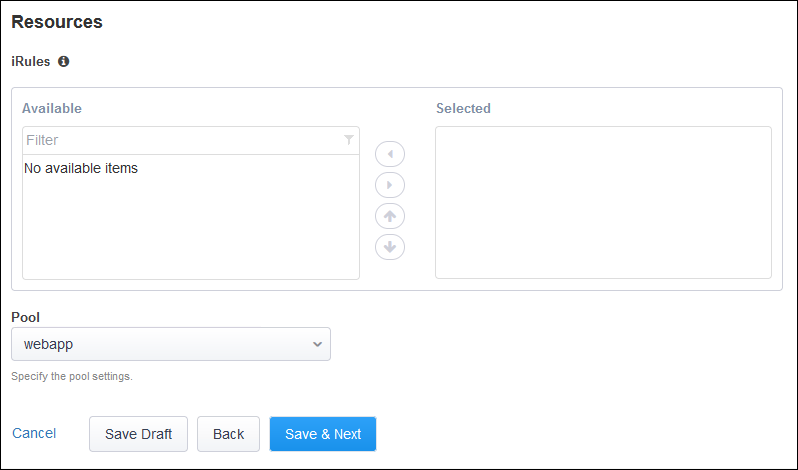 Resources
iRules
Available
Selected
Filter
No available items
Pool
webapp
Specify the pool settings.
Cancel
Save Draft
Back
Save & Next